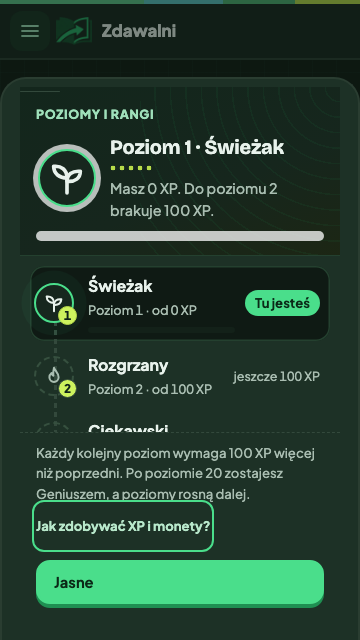 Zdawalni
POZIOMY I RANGI
Poziom 1 · Świeżak
Masz 0 XP. Do poziomu 2
brakuje 100 XP.
Świeżak
Poziom 1 · od 0 XP
Tu jesteś
1
Rozgrzany
Poziom 2 · od 100 XP
jeszcze 100 XP
2
Ciekawski
Każdy kolejny poziom wymaga 100 XP więcej
niż poprzedni. Po poziomie 20 zostajesz
Geniuszem, a poziomy rosną dalej.
Jak zdobywać XP i monety?
Jasne